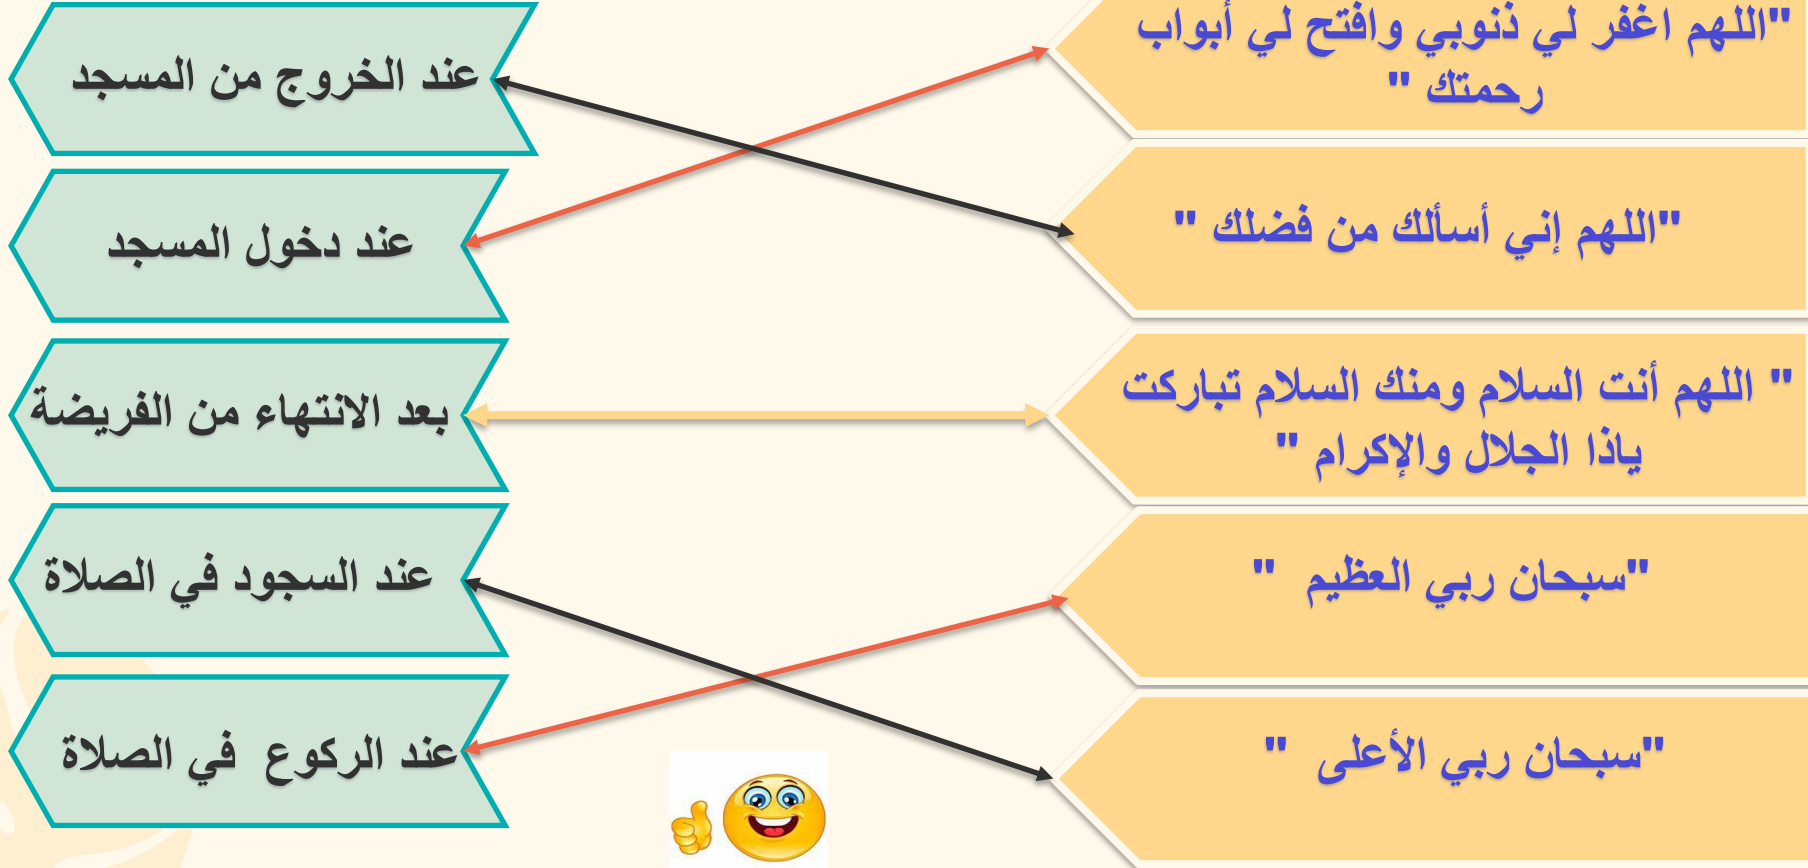 "اللهم اغفر لي ذنوبي وافتح لي أبواب
رحمتك "
"اللهم إني أسألك من فضلك "
" اللهم أنت السلام ومنك السلام تباركت
ياذا الجلال والإكرام "
"سبحان ربي العظيم "
"سبحان ربي الأعلى "
عند الخروج من المسجد
عند دخول المسجد
بعد الانتهاء من الفريضة
عند السجود في الصلاة
عند الركوع في الصلاة